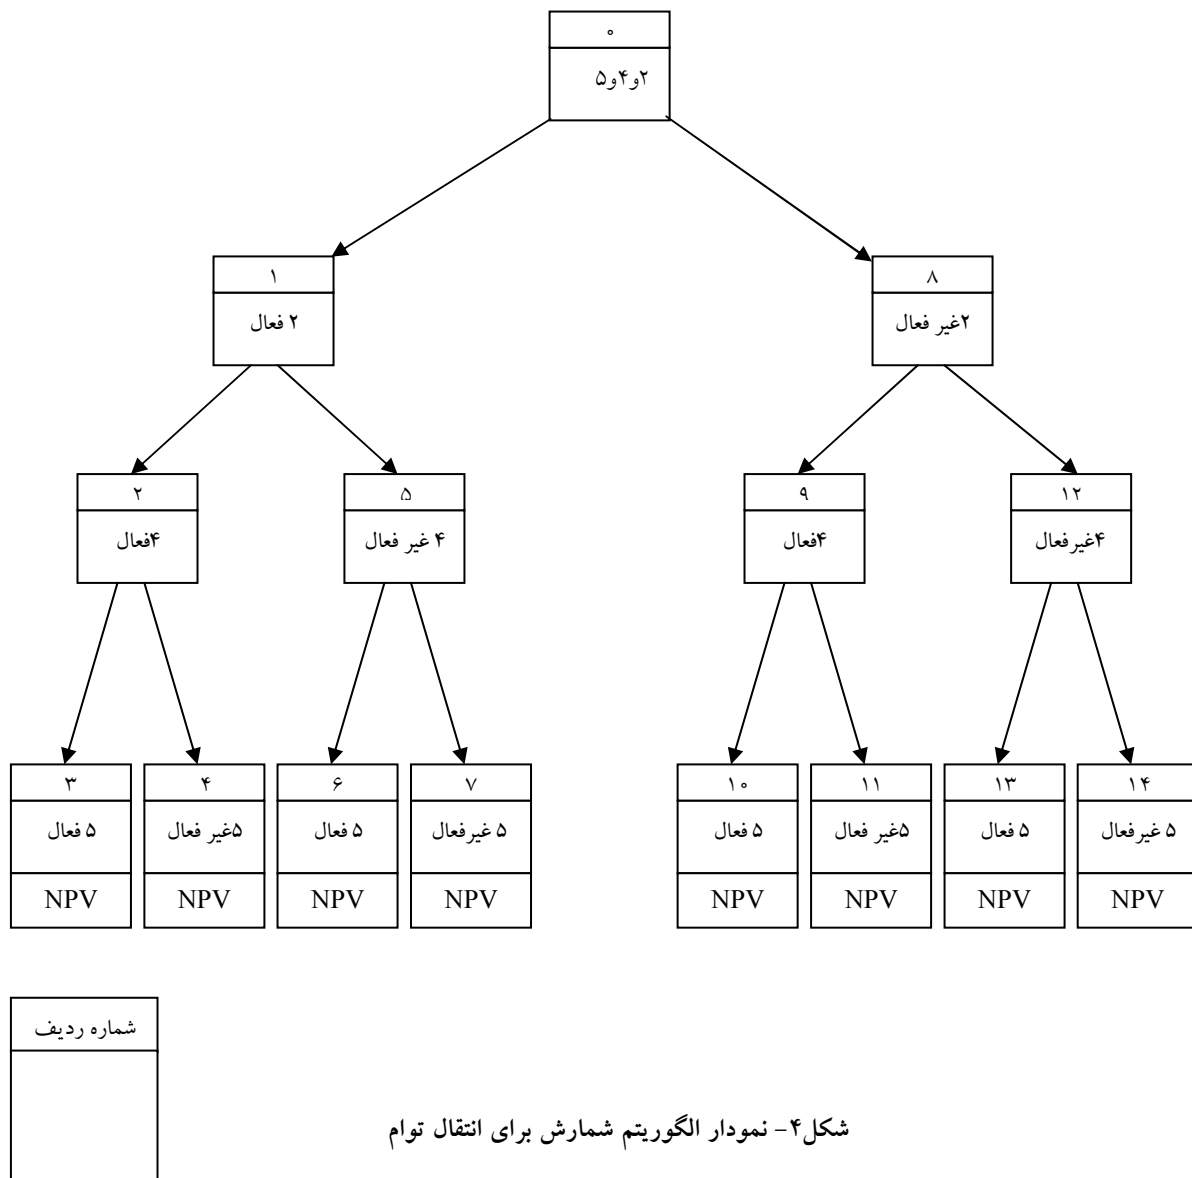 ۰
۲و۴و۵
۱
۲ فعال
۸
۲غیر فعال
۲
۴فعال
۵
۴ غیر فعال
۹
۴فعال
۱۲
۴غیرفعال
۳
۵ فعال
NPV
۴
۵غیر فعال
NPV
۶
۵ فعال
NPV
۷
۵ غیرفعال
NPV
۱۰
۵ فعال
NPV
۱۱
۵غیر فعال
NPV
۱۳
۵ فعال
NPV
۱۴
۵ غیرفعال
NPV
شماره ردیف
شکل۴- نمودار الگوریتم شمارش برای انتقال توام